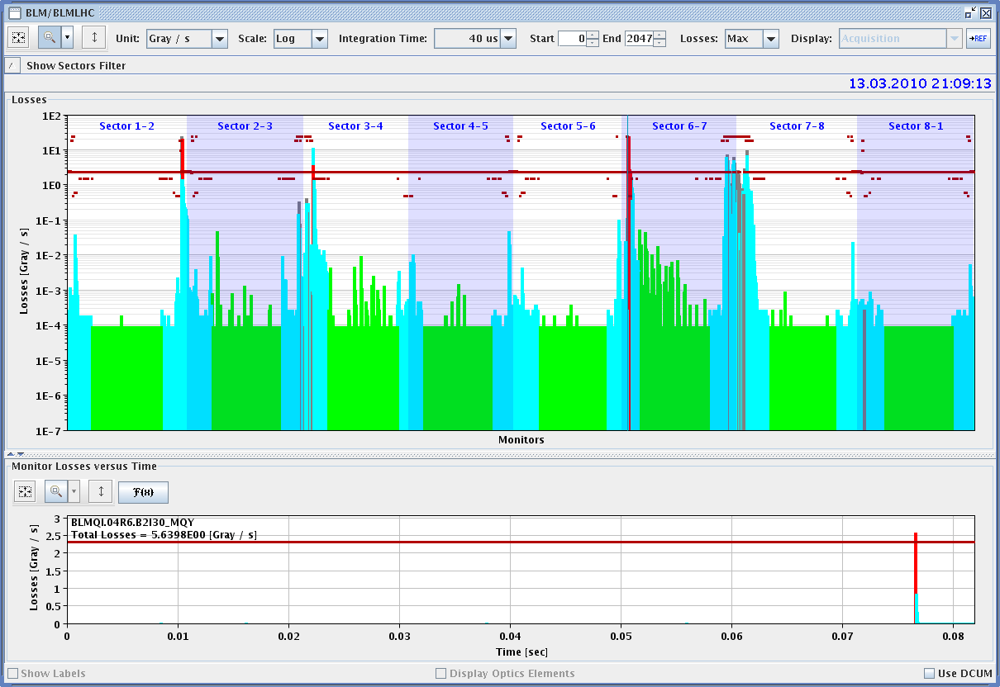 BLM/BLMLHC
Unit: Gray / s Scale: Log Integration Time: 40 us Start 0 End 2047 Losses: Max Display: Acquisition →REF
Show Sectors Filter
13.03.2010 21:09:13
Losses
Losses [Gray / s]
1E2
1E1
1E0
1E-1
1E-2
1E-3
1E-4
1E-5
1E-6
1E-7
Sector 1-2 Sector 2-3 Sector 3-4 Sector 4-5 Sector 5-6 Sector 6-7 Sector 7-8 Sector 8-1
Monitors
Monitor Losses versus Time
F(x)
Losses [Gray / s]
3
2.5
2
1.5
1
0.5
0
BLMQI.04R6.B2I30_MQY
Total Losses = 5.6398E00 [Gray / s]
0 0.01 0.02 0.03 0.04 0.05 0.06 0.07 0.08
Time [sec]
Show Labels Display Optics Elements Use DCUM